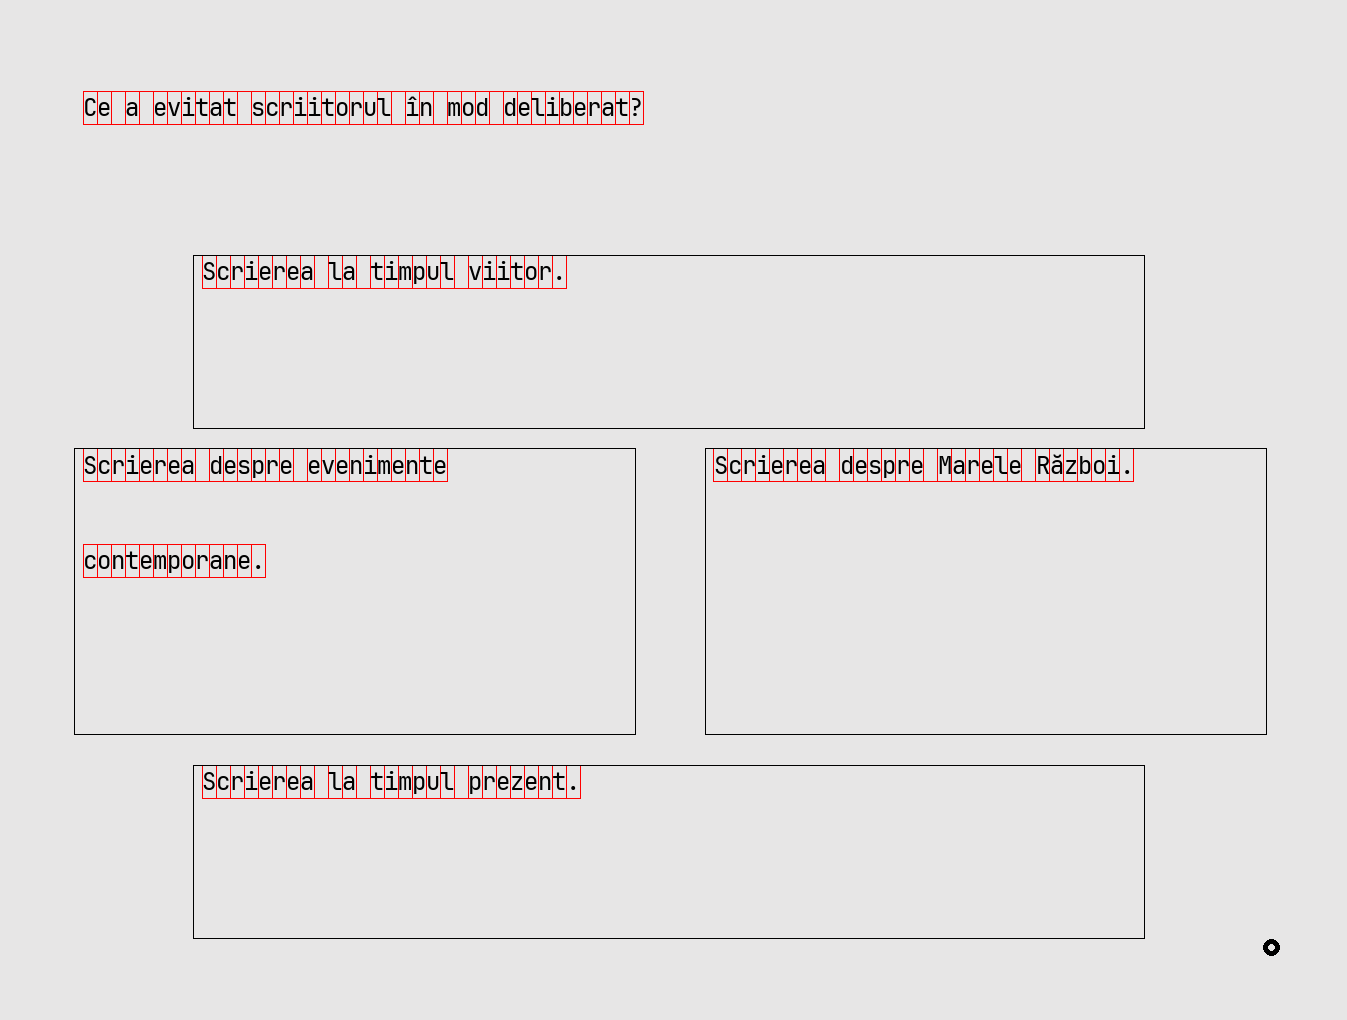 Ce a evitat scriitorul în mod deliberat?
Scrierea la timpul viitor.
Scrierea despre evenimente
contemporane.
Scrierea despre Marele Război.
Scrierea la timpul prezent.